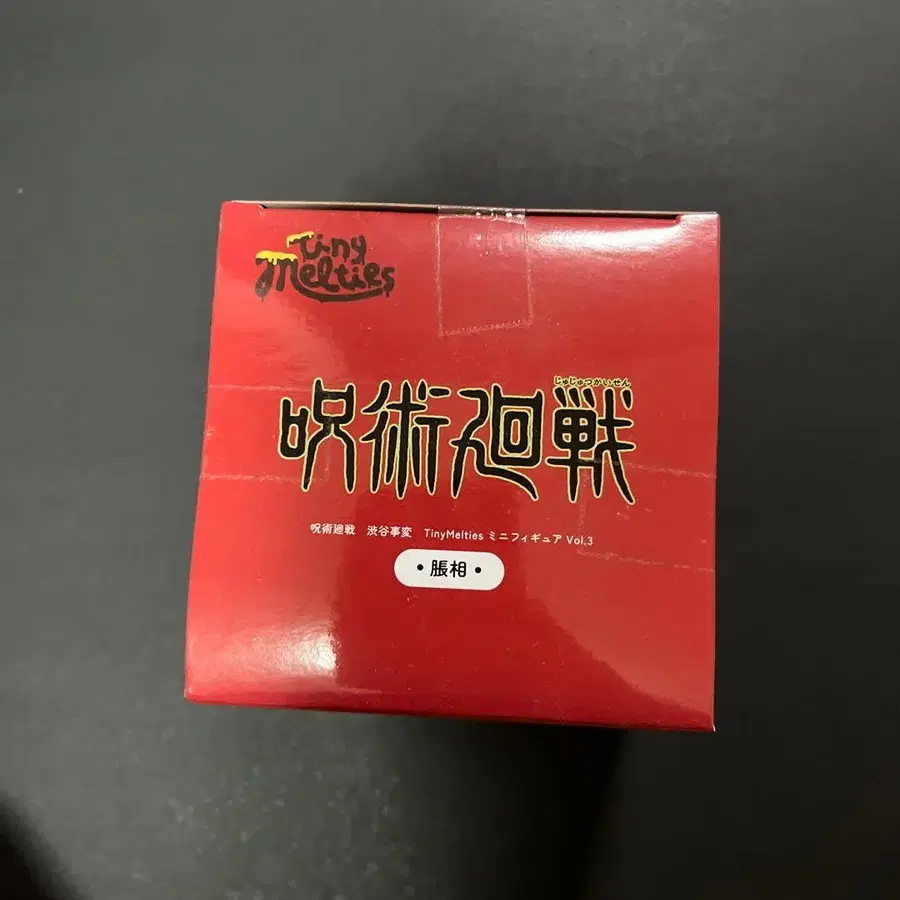 Tiny
Melties
じゅじゅつかいせん
呪術廻戦
呪術廻戦 渋谷事変 TinyMelties ミニフィギュア Vol.3
• 脹相 •